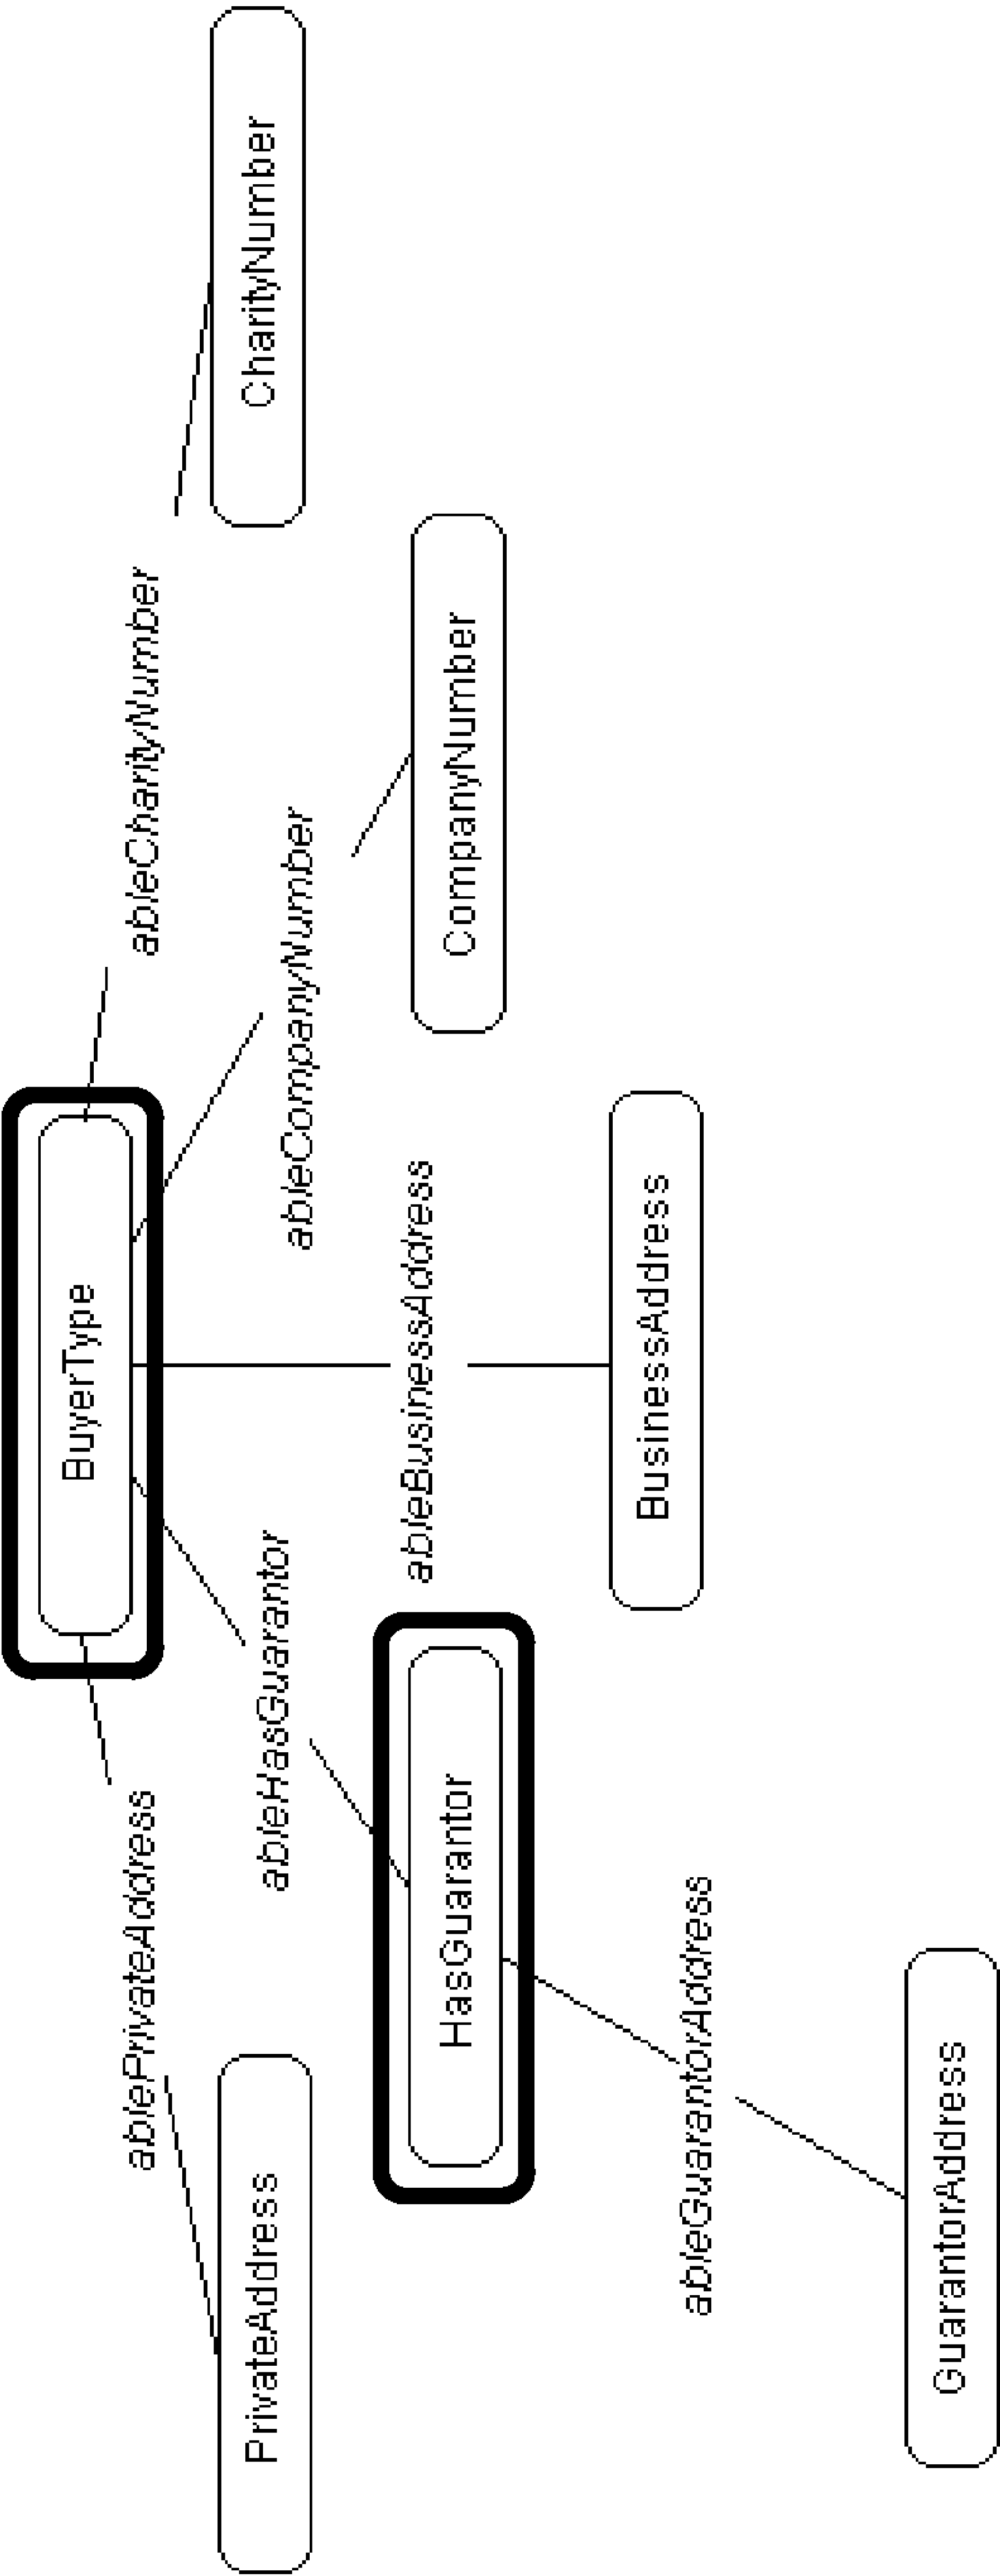 BuyerType
ablePrivateAddress
ableHasGuarantor
ableBusinessAddress
ableCompanyNumber
ableCharityNumber
PrivateAddress
HasGuarantor
BusinessAddress
CompanyNumber
CharityNumber
ableGuarantorAddress
GuarantorAddress